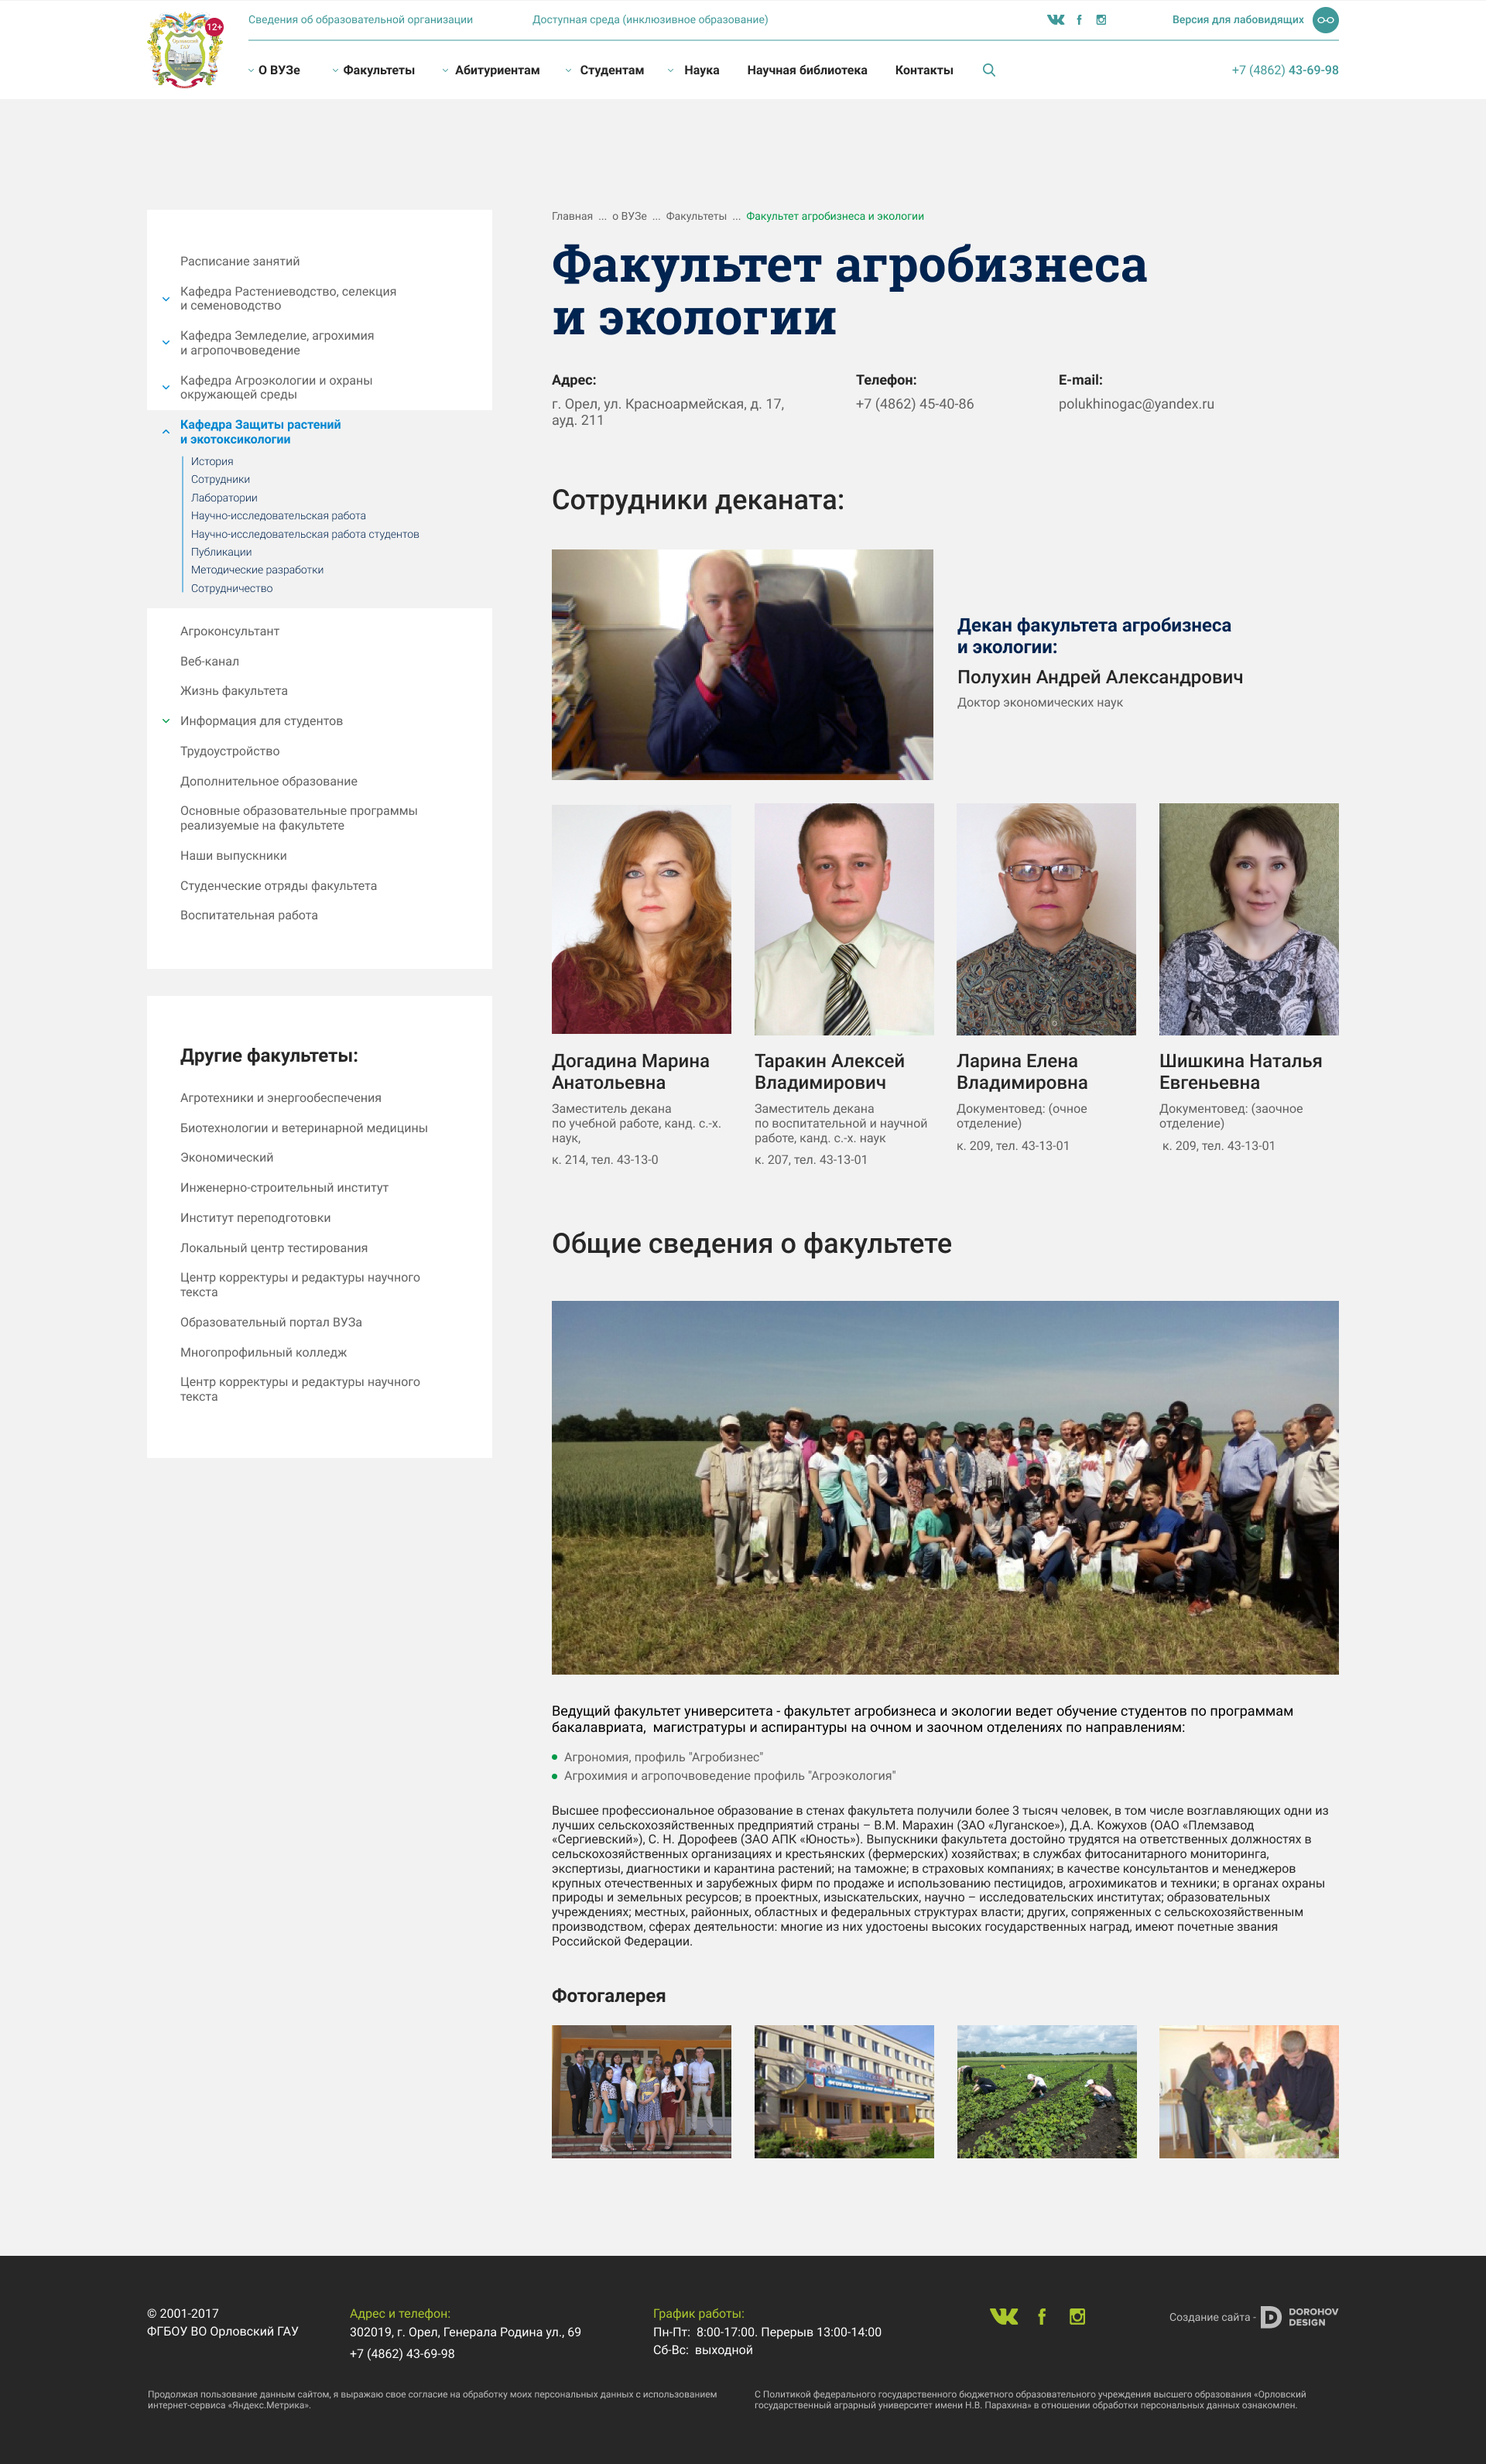 12+
Сведения об образовательной организации
Доступная среда (инклюзивное образование)
Версия для лабовидящих
О ВУЗе
Факультеты
Абитуриентам
Студентам
Наука
Научная библиотека
Контакты
+7 (4862) 43-69-98
Расписание занятий
Кафедра Растениеводство, селекция
и семеноводство
Кафедра Земледелие, агрохимия
и агропочвоведение
Кафедра Агроэкологии и охраны
окружающей среды
Кафедра Защиты растений
и экотоксикологии
История
Сотрудники
Лаборатории
Научно-исследовательская работа
Научно-исследовательская работа студентов
Публикации
Методические разработки
Сотрудничество
Агроконсультант
Веб-канал
Жизнь факультета
Информация для студентов
Трудоустройство
Дополнительное образование
Основные образовательные программы
реализуемые на факультете
Наши выпускники
Студенческие отряды факультета
Воспитательная работа
Другие факультеты:
Агротехники и энергообеспечения
Биотехнологии и ветеринарной медицины
Экономический
Инженерно-строительный институт
Институт переподготовки
Локальный центр тестирования
Центр корректуры и редактуры научного
текста
Образовательный портал ВУЗа
Многопрофильный колледж
Центр корректуры и редактуры научного
текста
Главная ... о ВУЗе ... Факультеты ... Факультет агробизнеса и экологии
Факультет агробизнеса
и экологии
Адрес:
г. Орел, ул. Красноармейская, д. 17,
ауд. 211
Телефон:
+7 (4862) 45-40-86
E-mail:
polukhinogac@yandex.ru
Сотрудники деканата:
Декан факультета агробизнеса
и экологии:
Полухин Андрей Александрович
Доктор экономических наук
Догадина Марина
Анатольевна
Заместитель декана
по учебной работе, канд. с.-х.
наук,
к. 214, тел. 43-13-0
Таракин Алексей
Владимирович
Заместитель декана
по воспитательной и научной
работе, канд. с.-х. наук
к. 207, тел. 43-13-01
Ларина Елена
Владимировна
Документовед: (очное
отделение)
к. 209, тел. 43-13-01
Шишкина Наталья
Евгеньевна
Документовед: (заочное
отделение)
к. 209, тел. 43-13-01
Общие сведения о факультете
Ведущий факультет университета - факультет агробизнеса и экологии ведет обучение студентов по программам
бакалавриата,  магистратуры и аспирантуры на очном и заочном отделениях по направлениям:
Агрономия, профиль "Агробизнес"
Агрохимия и агропочвоведение профиль "Агроэкология"
Высшее профессиональное образование в стенах факультета получили более 3 тысяч человек, в том числе возглавляющих одни из
лучших сельскохозяйственных предприятий страны – В.М. Марахин (ЗАО «Луганское»), Д.А. Кожухов (ОАО «Племзавод
«Сергиевский»), С. Н. Дорофеев (ЗАО АПК «Юность»). Выпускники факультета достойно трудятся на ответственных должностях в
сельскохозяйственных организациях и крестьянских (фермерских) хозяйствах; в службах фитосанитарного мониторинга,
экспертизы, диагностики и карантина растений; на таможне; в страховых компаниях; в качестве консультантов и менеджеров
крупных отечественных и зарубежных фирм по продаже и использованию пестицидов, агрохимикатов и техники; в органах охраны
природы и земельных ресурсов; в проектных, изыскательских, научно – исследовательских институтах; образовательных
учреждениях; местных, районных, областных и федеральных структурах власти; других, сопряженных с сельскохозяйственным
производством, сферах деятельности: многие из них удостоены высоких государственных наград, имеют почетные звания
Российской Федерации.
Фотогалерея
© 2001-2017
ФГБОУ ВО Орловский ГАУ
Адрес и телефон:
302019, г. Орел, Генерала Родина ул., 69
+7 (4862) 43-69-98
График работы:
Пн-Пт:  8:00-17:00. Перерыв 13:00-14:00
Сб-Вс:  выходной
Создание сайта -
DOROHOV
DESIGN
Продолжая пользование данным сайтом, я выражаю свое согласие на обработку моих персональных данных с использованием
интернет-сервиса «Яндекс.Метрика».
С Политикой федерального государственного бюджетного образовательного учреждения высшего образования «Орловский
государственный аграрный университет имени Н.В. Парахина» в отношении обработки персональных данных ознакомлен.